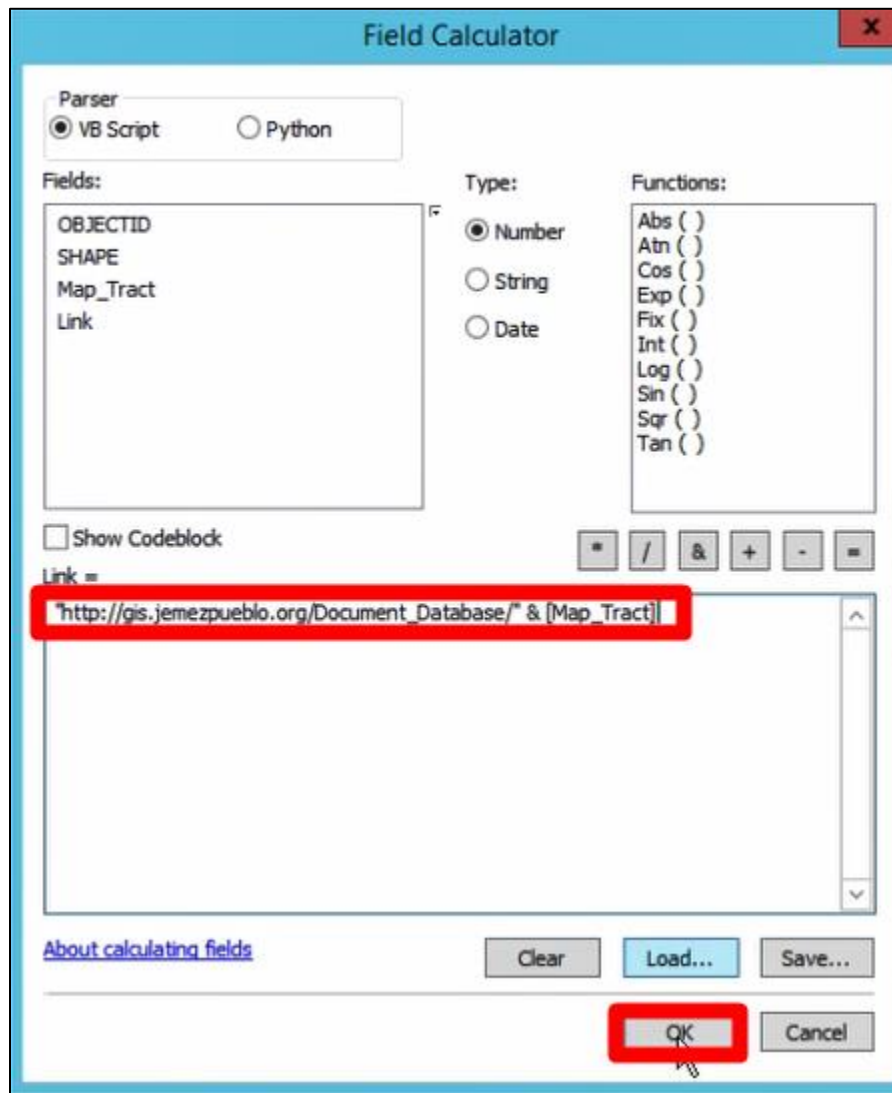 Field Calculator
x
Parser
VB Script
Python
Fields:
OBJECTID
SHAPE
Map_Tract
Link
Type:
Number
String
Date
Functions:
Abs ( )
Atn ( )
Cos ( )
Exp ( )
Fix ( )
Int ( )
Log ( )
Sin ( )
Sqr ( )
Tan ( )
Show Codeblock
* / & + - =
Link =
"http://gis.jemezpueblo.org/Document_Database/" & [Map_Tract]
About calculating fields
Clear
Load...
Save...
OK
Cancel